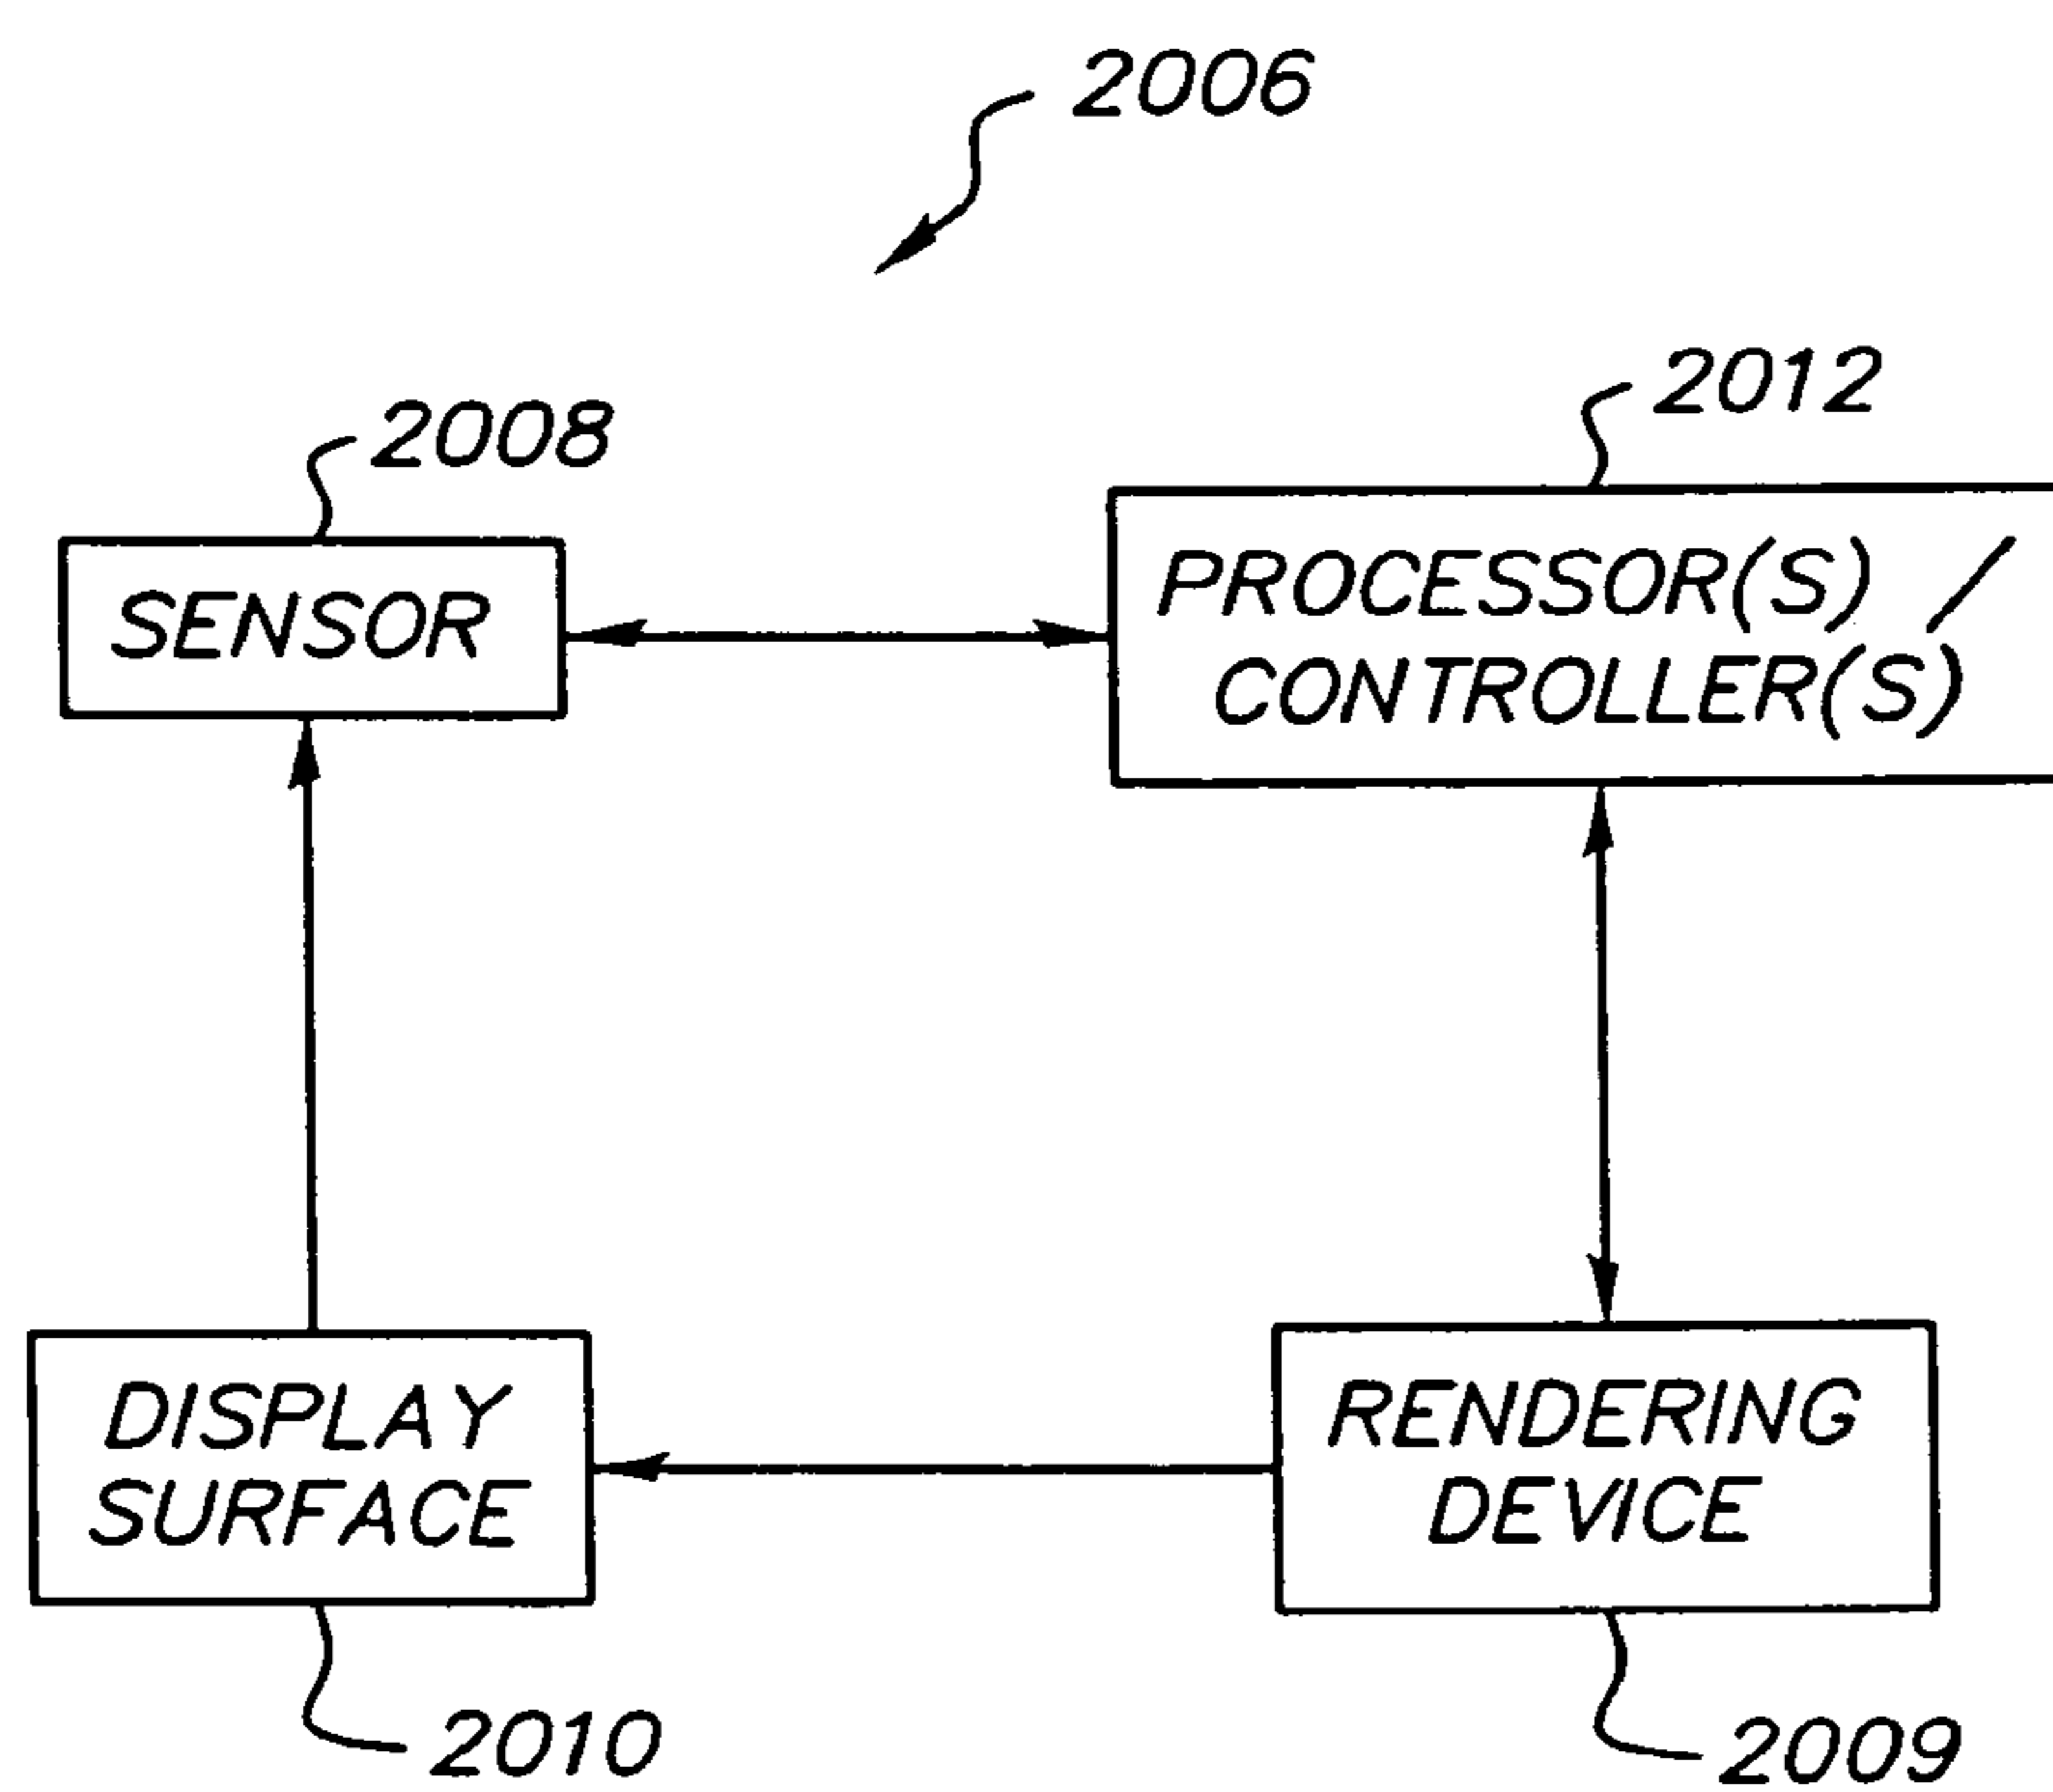 2006
2008
2012
SENSOR
PROCESSOR(S) /
CONTROLLER(S)
DISPLAY
SURFACE
RENDERING
DEVICE
2010
2009